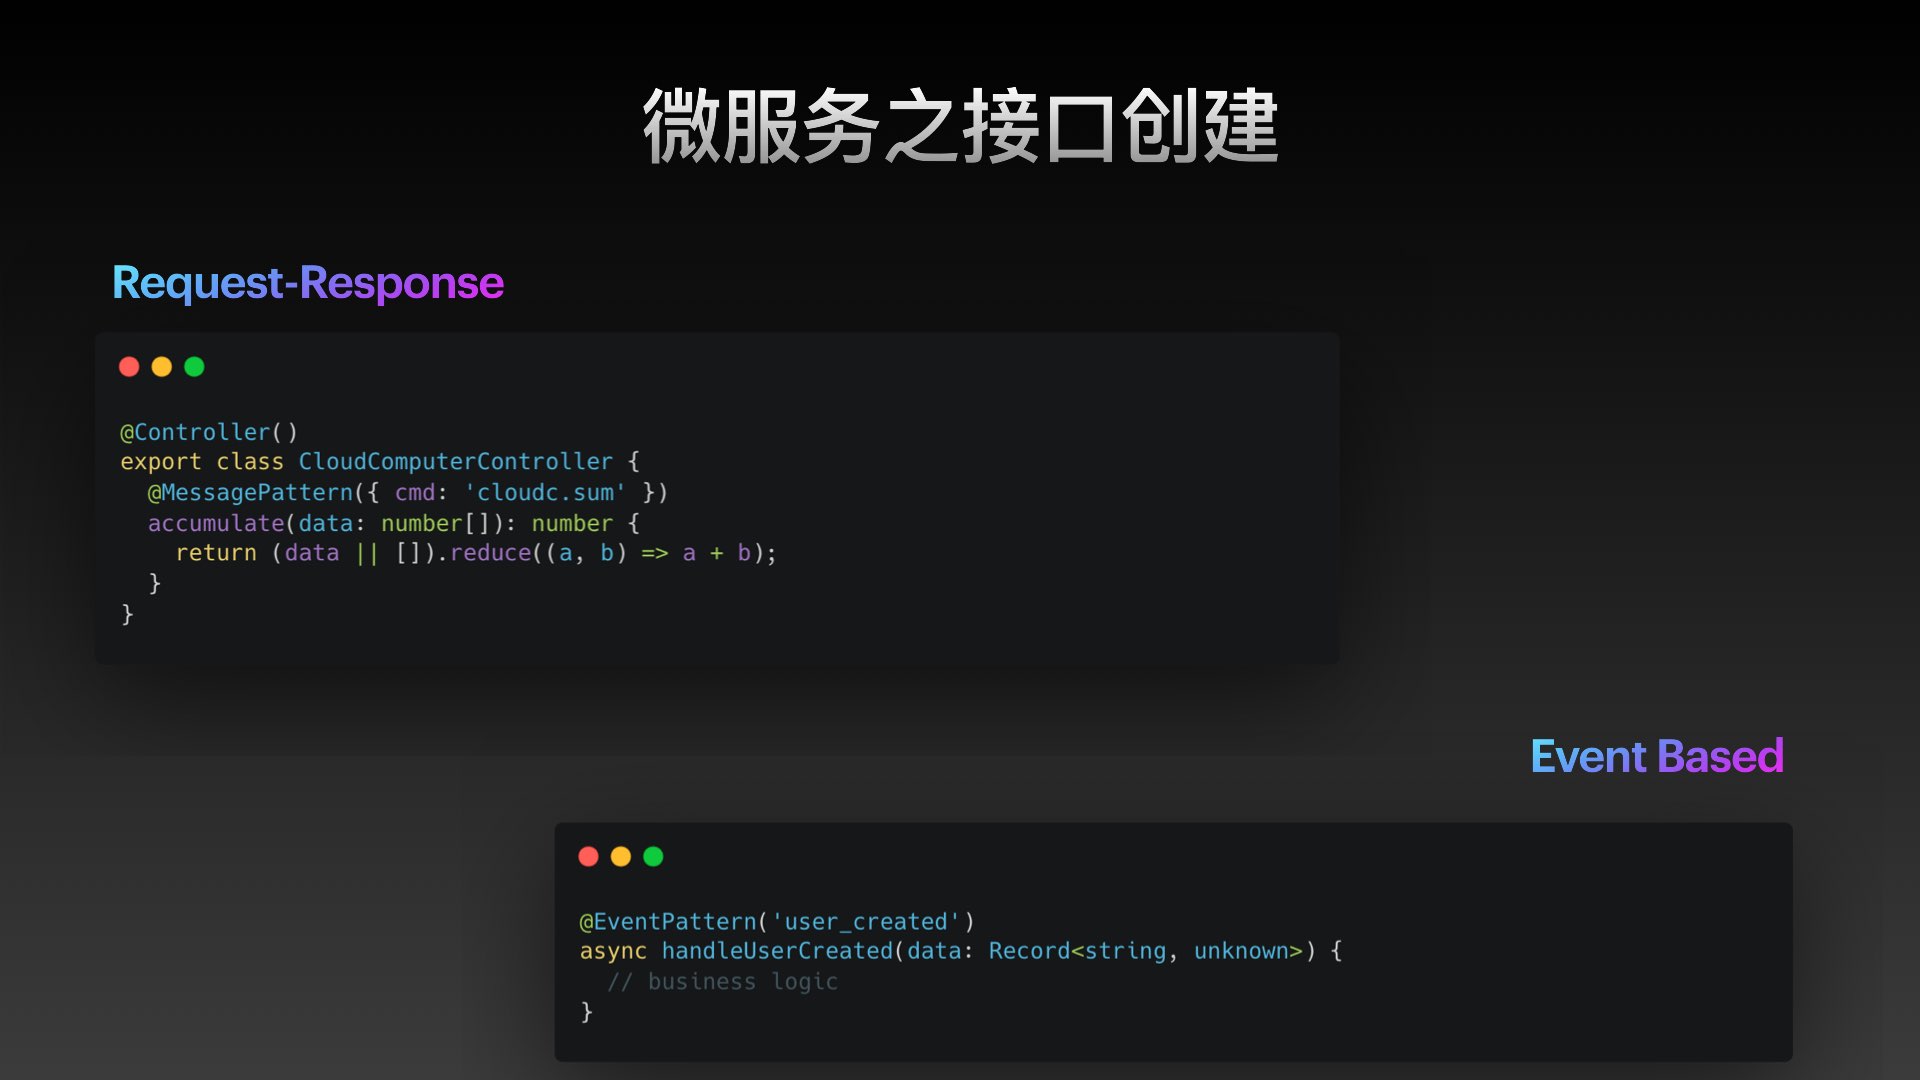 微服务之接口创建
Request-Response
@Controller()
export class CloudComputerController {
  @MessagePattern({ cmd: 'cloudc.sum' })
  accumulate(data: number[]): number {
    return (data || []).reduce((a, b) => a + b);
  }
}
Event Based
@EventPattern('user_created')
async handleUserCreated(data: Record<string, unknown>) {
  // business logic
}